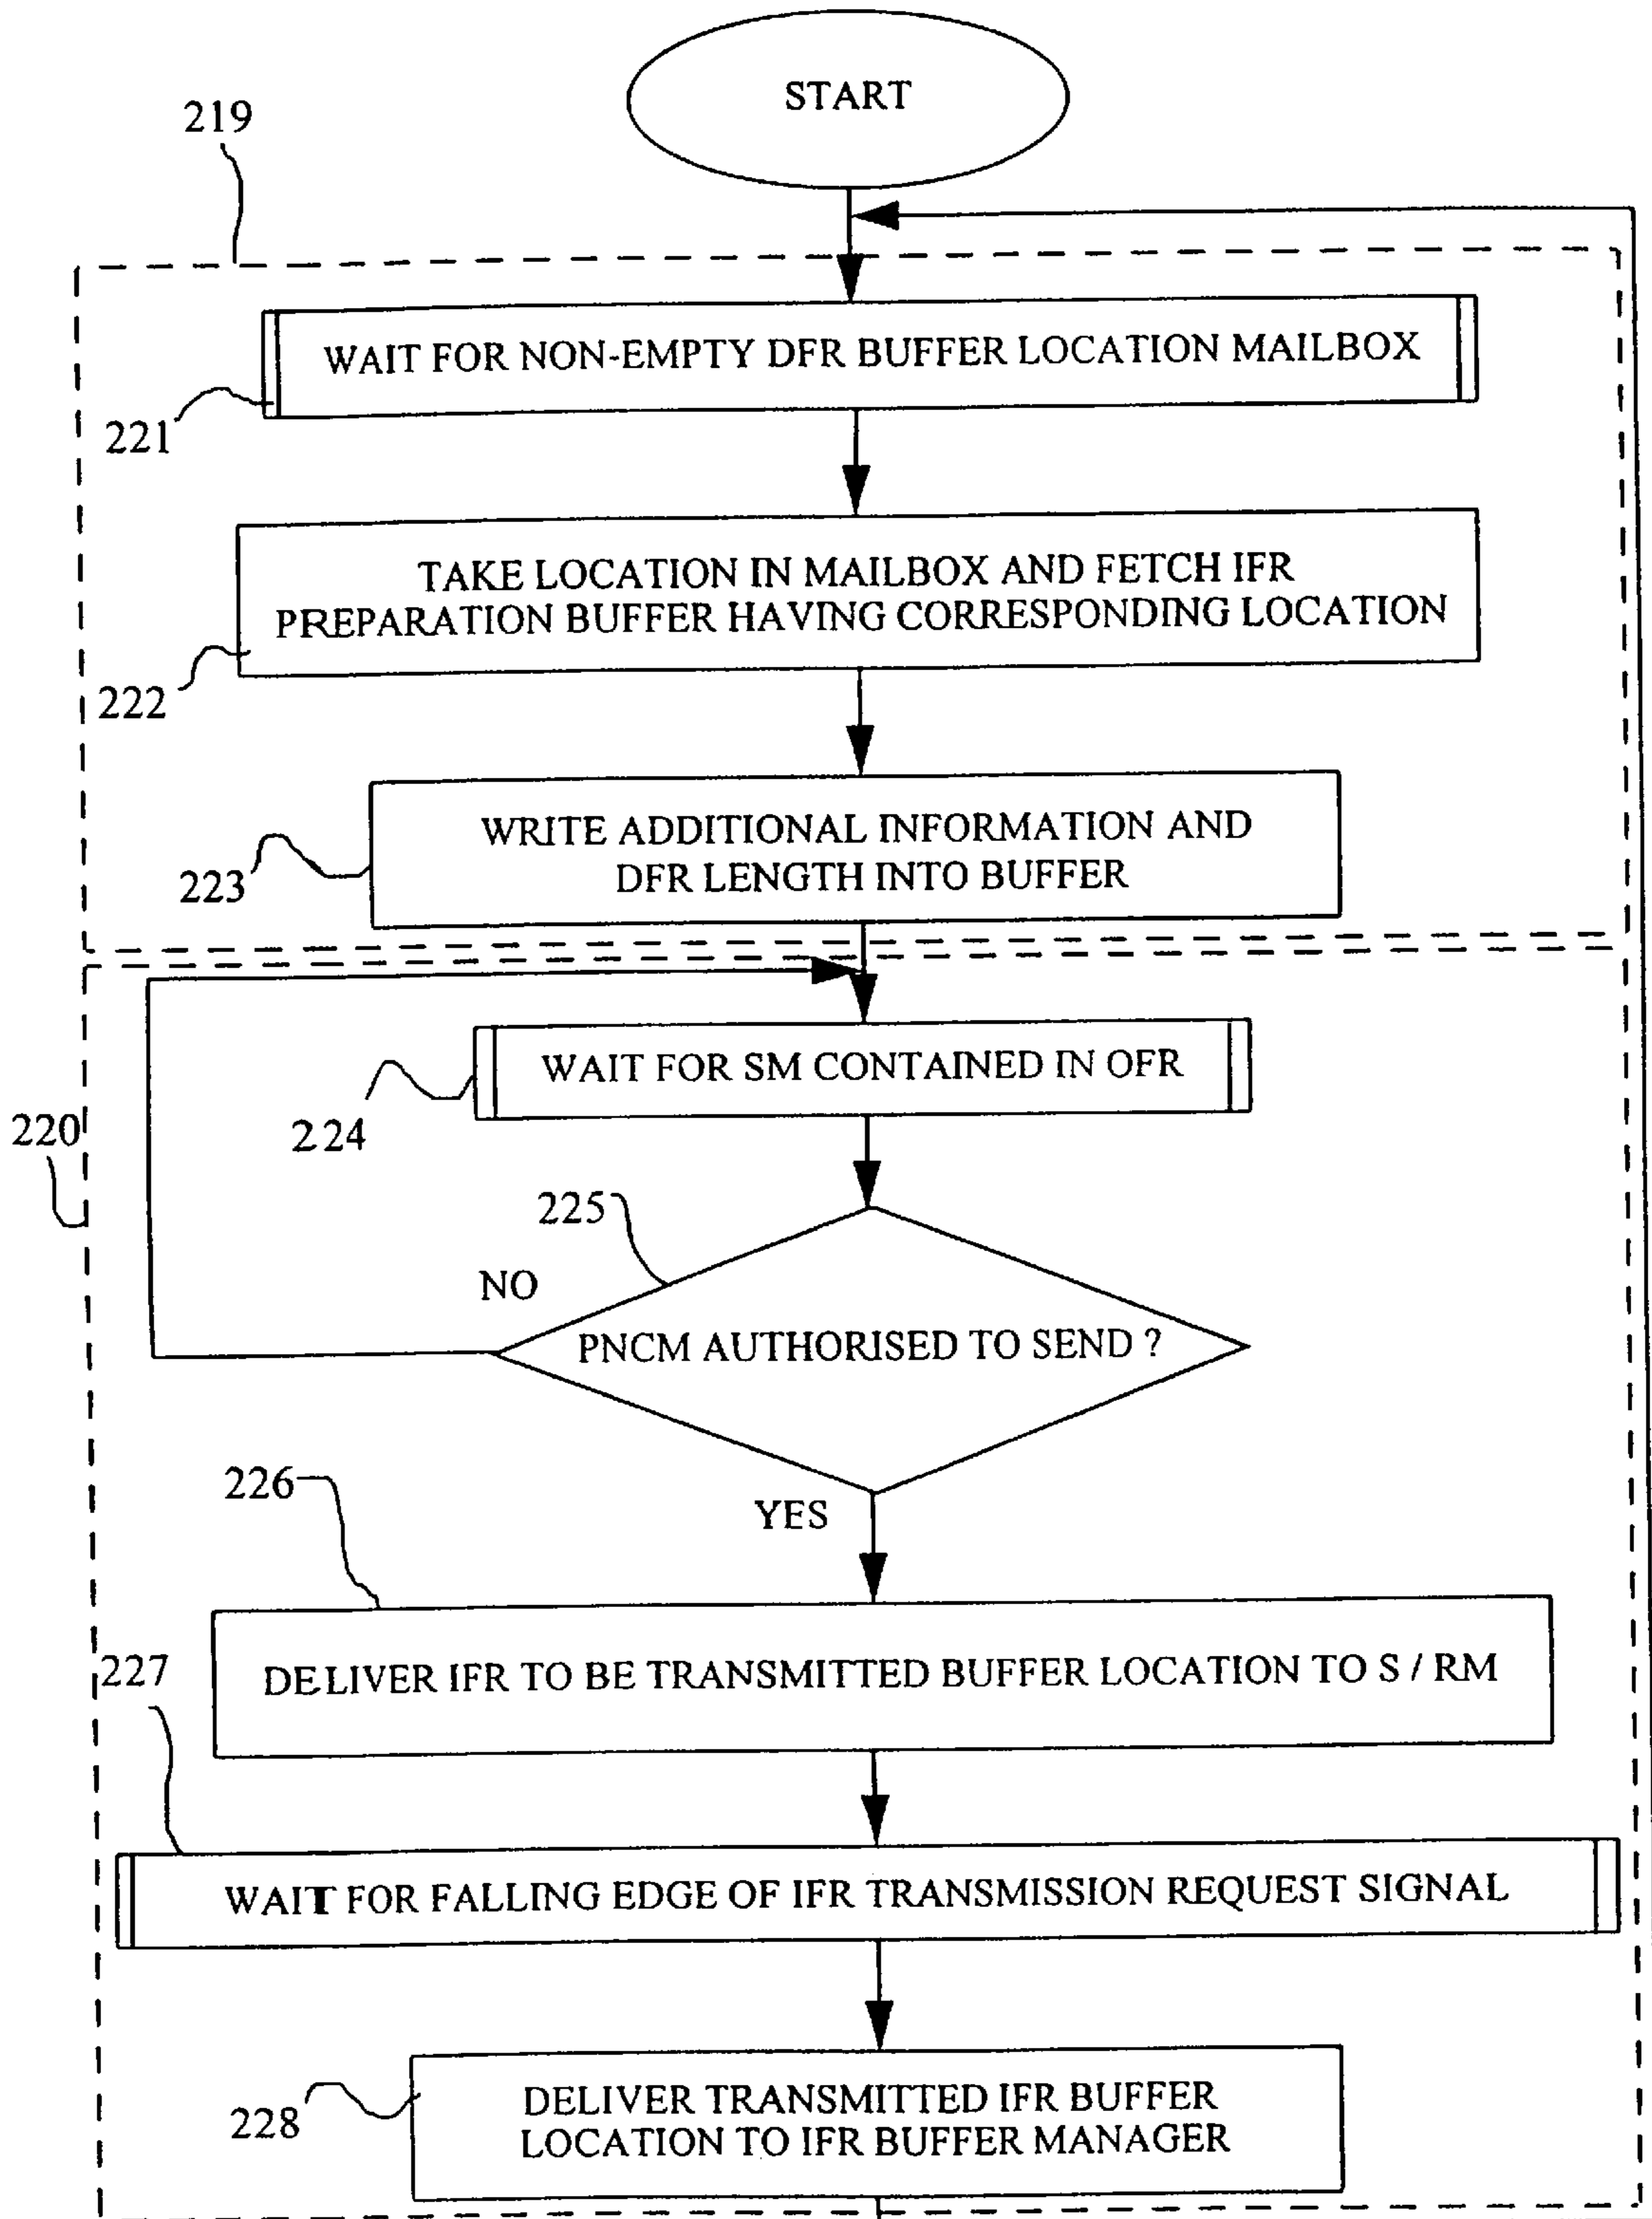 START
219
WAIT FOR NON-EMPTY DFR BUFFER LOCATION MAILBOX
221
TAKE LOCATION IN MAILBOX AND FETCH IFR
PREPARATION BUFFER HAVING CORRESPONDING LOCATION
222
WRITE ADDITIONAL INFORMATION AND
DFR LENGTH INTO BUFFER
223
WAIT FOR SM CONTAINED IN OFR
224
220
225
NO
PNCM AUTHORISED TO SEND ?
YES
226
DELIVER IFR TO BE TRANSMITTED BUFFER LOCATION TO S / RM
227
WAIT FOR FALLING EDGE OF IFR TRANSMISSION REQUEST SIGNAL
DELIVER TRANSMITTED IFR BUFFER
LOCATION TO IFR BUFFER MANAGER
228